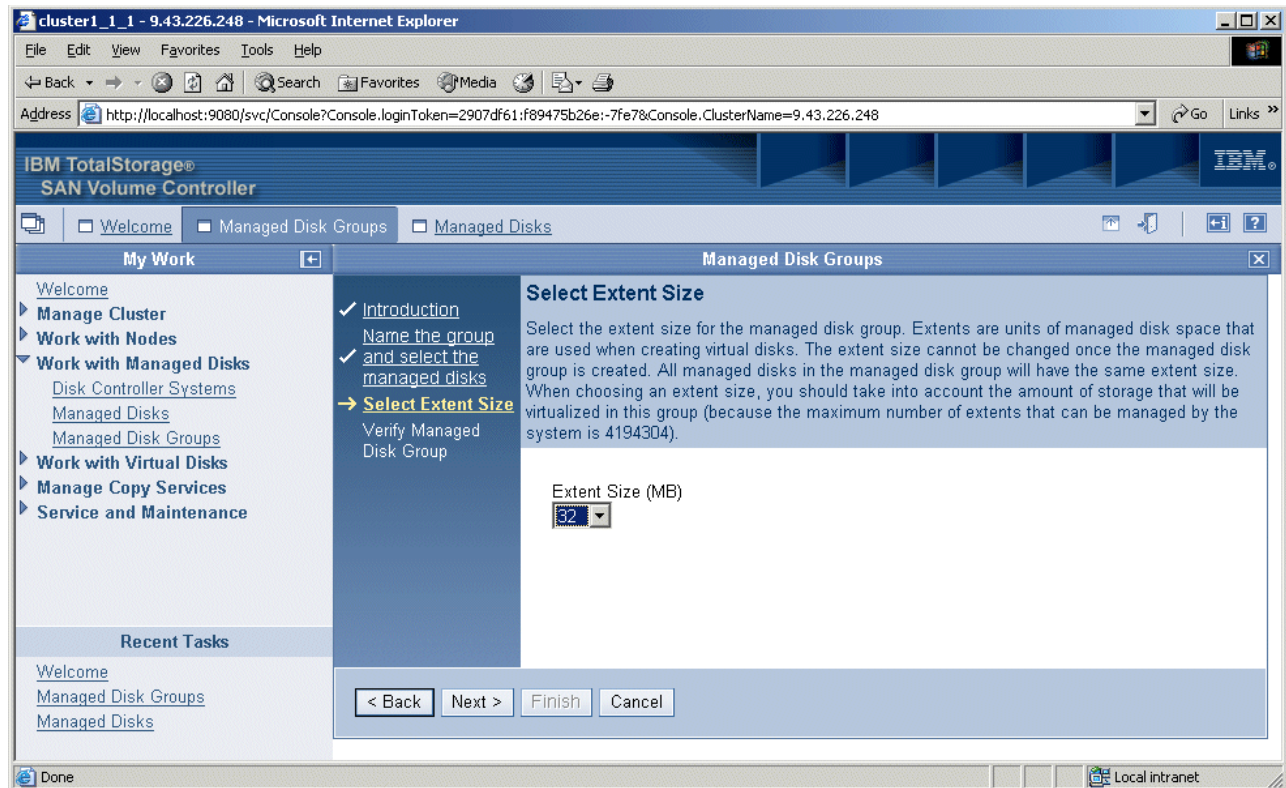 cluster1_1_1 - 9.43.226.248 - Microsoft Internet Explorer
File Edit View Favorites Tools Help
Back Search Favorites Media
Address http://localhost:9080/svc/Console?Console.loginToken=2907df61:f89475b26e:-7fe7&Console.ClusterName=9.43.226.248 Go Links »
IBM TotalStorage®
SAN Volume Controller
IBM®
Welcome Managed Disk Groups Managed Disks
My Work
Welcome
Manage Cluster
Work with Nodes
Work with Managed Disks
Disk Controller Systems
Managed Disks
Managed Disk Groups
Work with Virtual Disks
Manage Copy Services
Service and Maintenance
Recent Tasks
Welcome
Managed Disk Groups
Managed Disks
Managed Disk Groups
Introduction
Name the group
and select the
managed disks
Select Extent Size
Verify Managed
Disk Group
Select Extent Size
Select the extent size for the managed disk group. Extents are units of managed disk space that
are used when creating virtual disks. The extent size cannot be changed once the managed disk
group is created. All managed disks in the managed disk group will have the same extent size.
When choosing an extent size, you should take into account the amount of storage that will be
virtualized in this group (because the maximum number of extents that can be managed by the
system is 4194304).
Extent Size (MB)
32
< Back Next > Finish Cancel
Done Local intranet